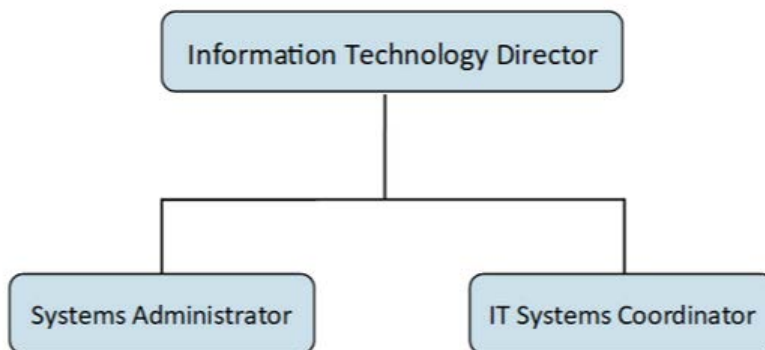 Information Technology Director
Systems Administrator
IT Systems Coordinator